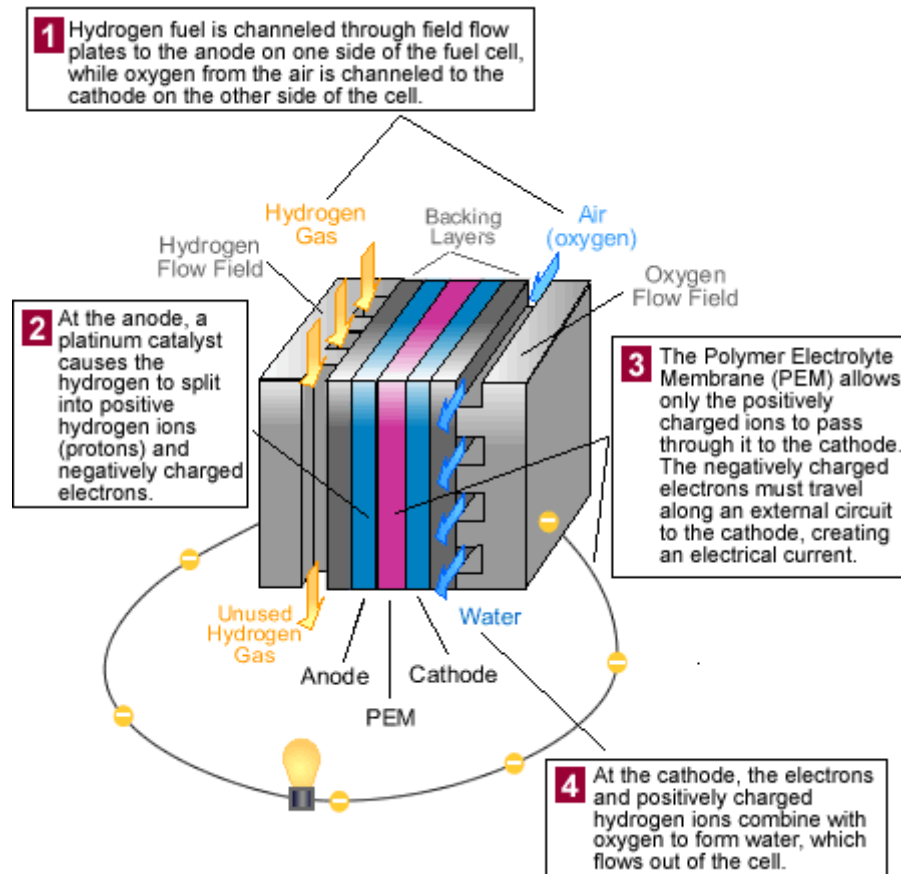 1 Hydrogen fuel is channeled through field flow
plates to the anode on one side of the fuel cell,
while oxygen from the air is channeled to the
cathode on the other side of the cell.
Hydrogen
Gas
Backing
Layers
Air
(oxygen)
Hydrogen
Flow Field
Oxygen
Flow Field
2 At the anode, a
platinum catalyst
causes the
hydrogen to split
into positive
hydrogen ions
(protons) and
negatively charged
electrons.
3 The Polymer Electrolyte
Membrane (PEM) allows
only the positively
charged ions to pass
through it to the cathode.
The negatively charged
electrons must travel
along an external circuit
to the cathode, creating
an electrical current.
Unused
Hydrogen
Gas
Water
Anode
Cathode
PEM
4 At the cathode, the electrons
and positively charged
hydrogen ions combine with
oxygen to form water, which
flows out of the cell.